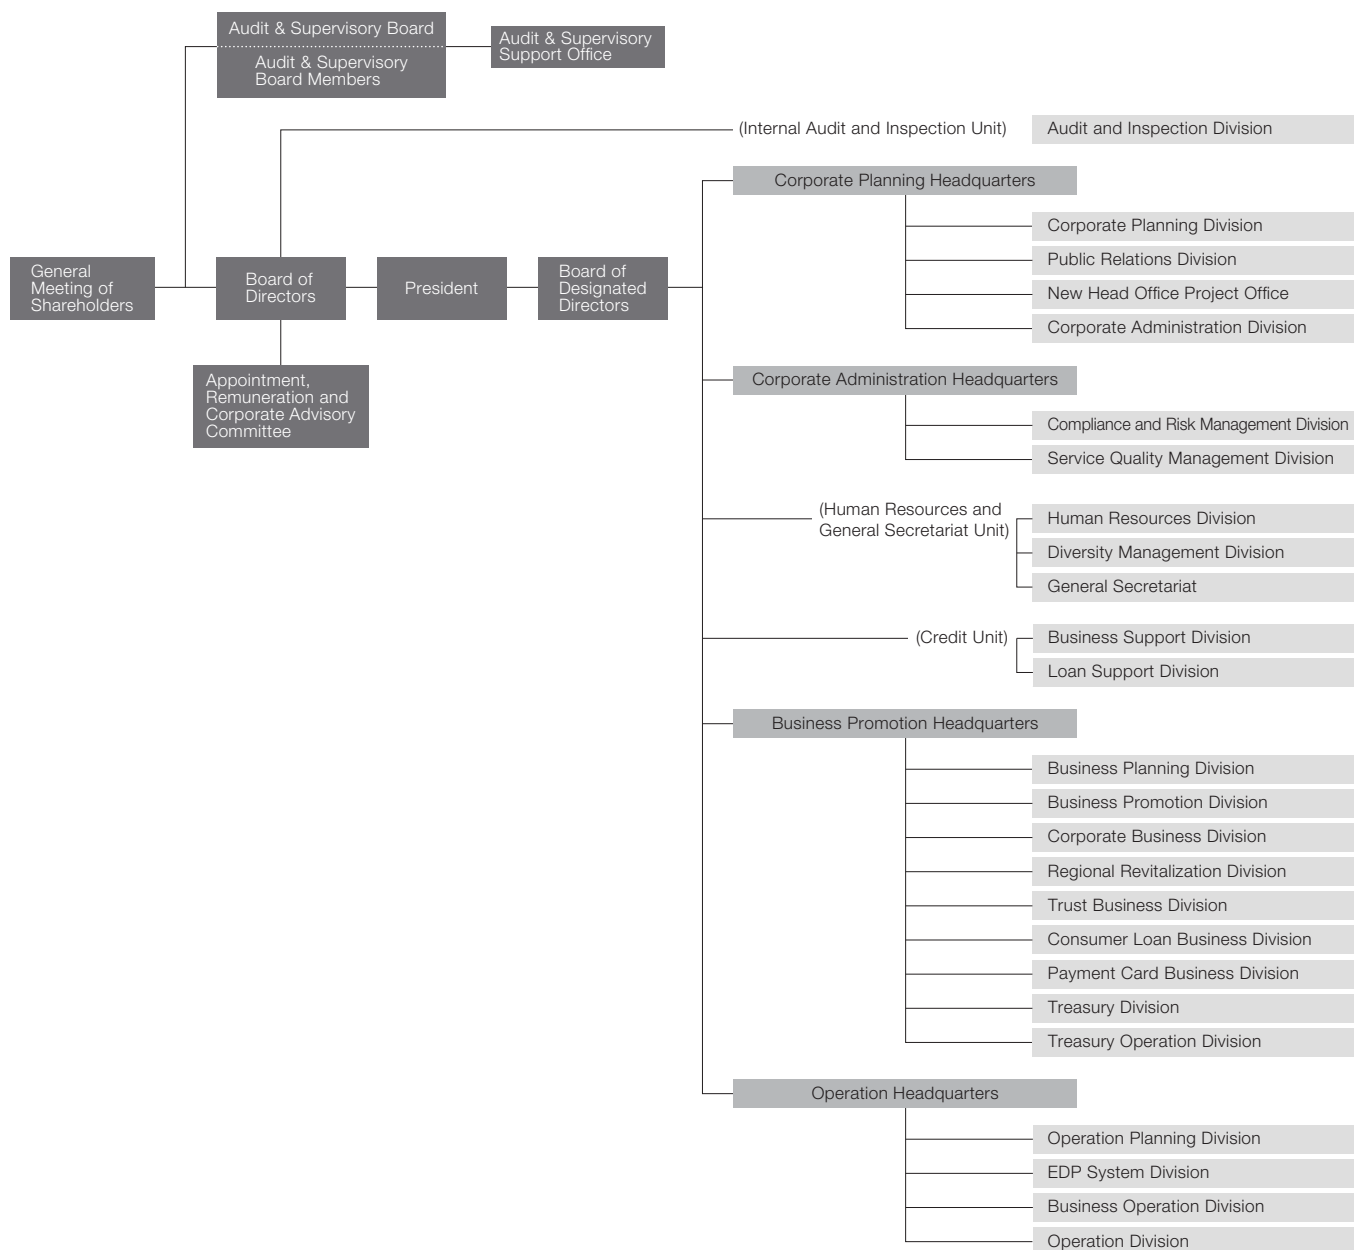 Audit & Supervisory Board
Audit & Supervisory
Board Members
Audit & Supervisory
Support Office
(Internal Audit and Inspection Unit)
Audit and Inspection Division
General
Meeting of
Shareholders
Board of
Directors
President
Board of
Designated
Directors
Appointment,
Remuneration and
Corporate Advisory
Committee
Corporate Planning Headquarters
Corporate Planning Division
Public Relations Division
New Head Office Project Office
Corporate Administration Division
Corporate Administration Headquarters
Compliance and Risk Management Division
Service Quality Management Division
(Human Resources and
General Secretariat Unit)
Human Resources Division
Diversity Management Division
General Secretariat
(Credit Unit)
Business Support Division
Loan Support Division
Business Promotion Headquarters
Business Planning Division
Business Promotion Division
Corporate Business Division
Regional Revitalization Division
Trust Business Division
Consumer Loan Business Division
Payment Card Business Division
Treasury Division
Treasury Operation Division
Operation Headquarters
Operation Planning Division
EDP System Division
Business Operation Division
Operation Division